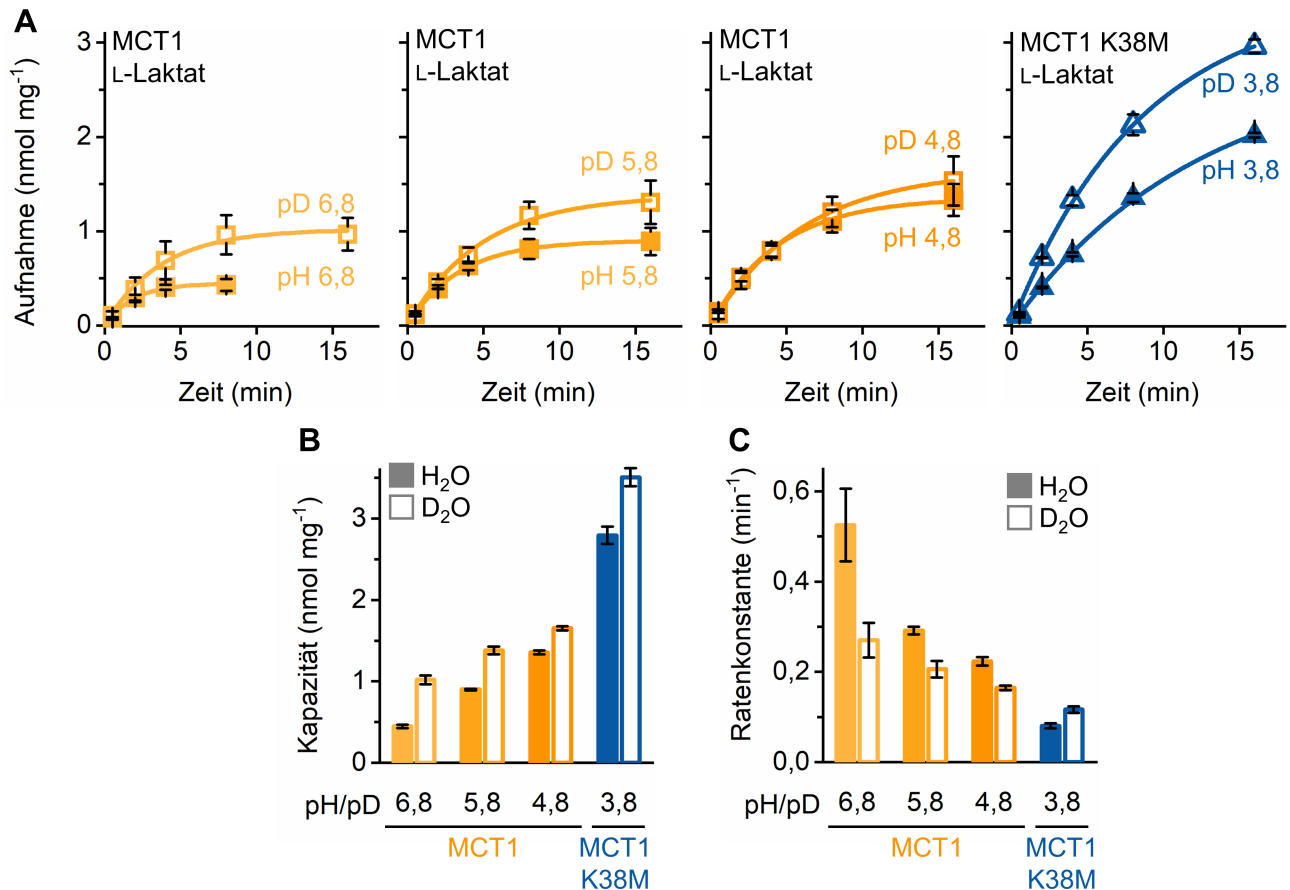 A
Aufnahme (nmol mg⁻¹)
3
2
1
0
MCT1
L-Laktat
pD 6,8
pH 6,8
0 5 10 15
Zeit (min)
MCT1
L-Laktat
pD 5,8
pH 5,8
0 5 10 15
Zeit (min)
MCT1
L-Laktat
pD 4,8
pH 4,8
0 5 10 15
Zeit (min)
MCT1 K38M
L-Laktat
pD 3,8
pH 3,8
0 5 10 15
Zeit (min)
B
Kapazität (nmol mg⁻¹)
H₂O
D₂O
3
2
1
0
pH/pD 6,8 5,8 4,8 3,8
MCT1 MCT1
K38M
C
Ratenkonstante (min⁻¹)
H₂O
D₂O
0,6
0,4
0,2
0,0
pH/pD 6,8 5,8 4,8 3,8
MCT1 MCT1
K38M